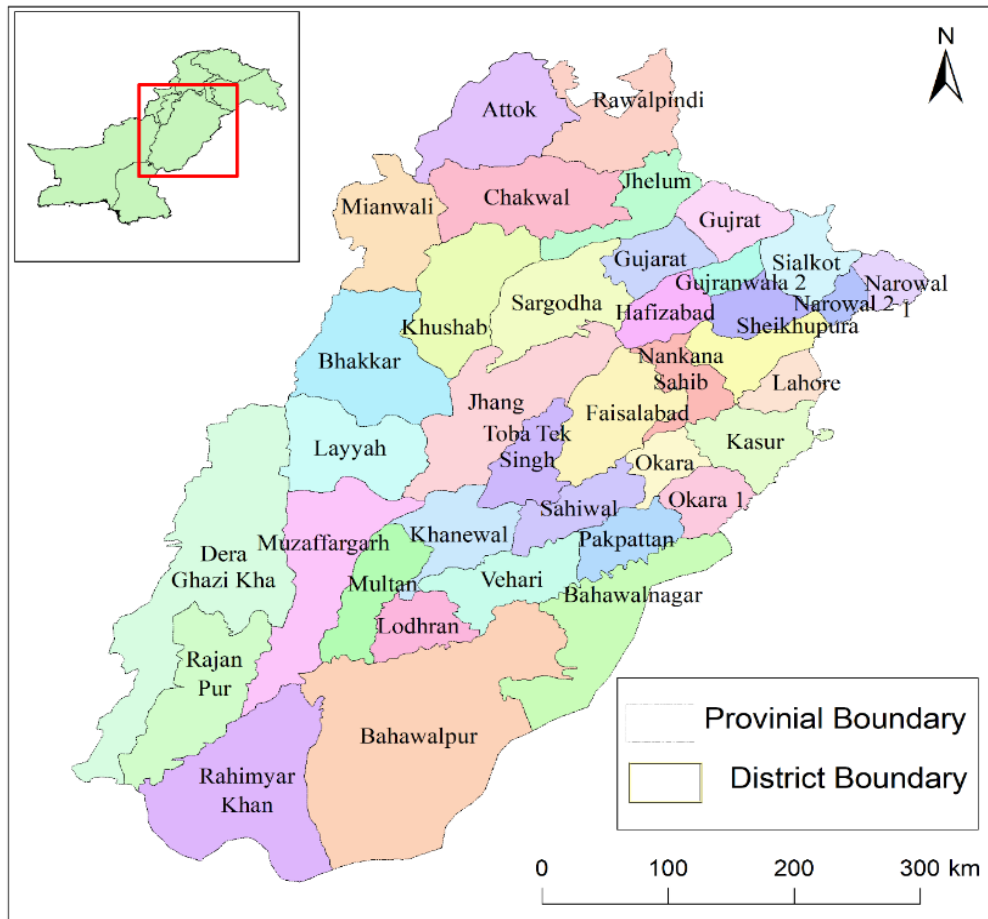 N
Attok
Rawalpindi
Chakwal
Jhelum
Mianwali
Gujrat
Gujarat
Sialkot
Gujranwala 2
Narowal
1
Narowal 2
Sargodha
Hafizabad
Khushab
Sheikhupura
Bhakkar
Nankana
Sahib
Lahore
Jhang
Faisalabad
Toba Tek
Singh
Kasur
Layyah
Okara
Okara 1
Sahiwal
Khanewal
Muzaffargarh
Pakpattan
Dera
Ghazi Kha
Multan
Vehari
Bahawalnagar
Lodhran
Rajan
Pur
Bahawalpur
Rahimyar
Khan
Provinial Boundary
District Boundary
0 100 200 300 km